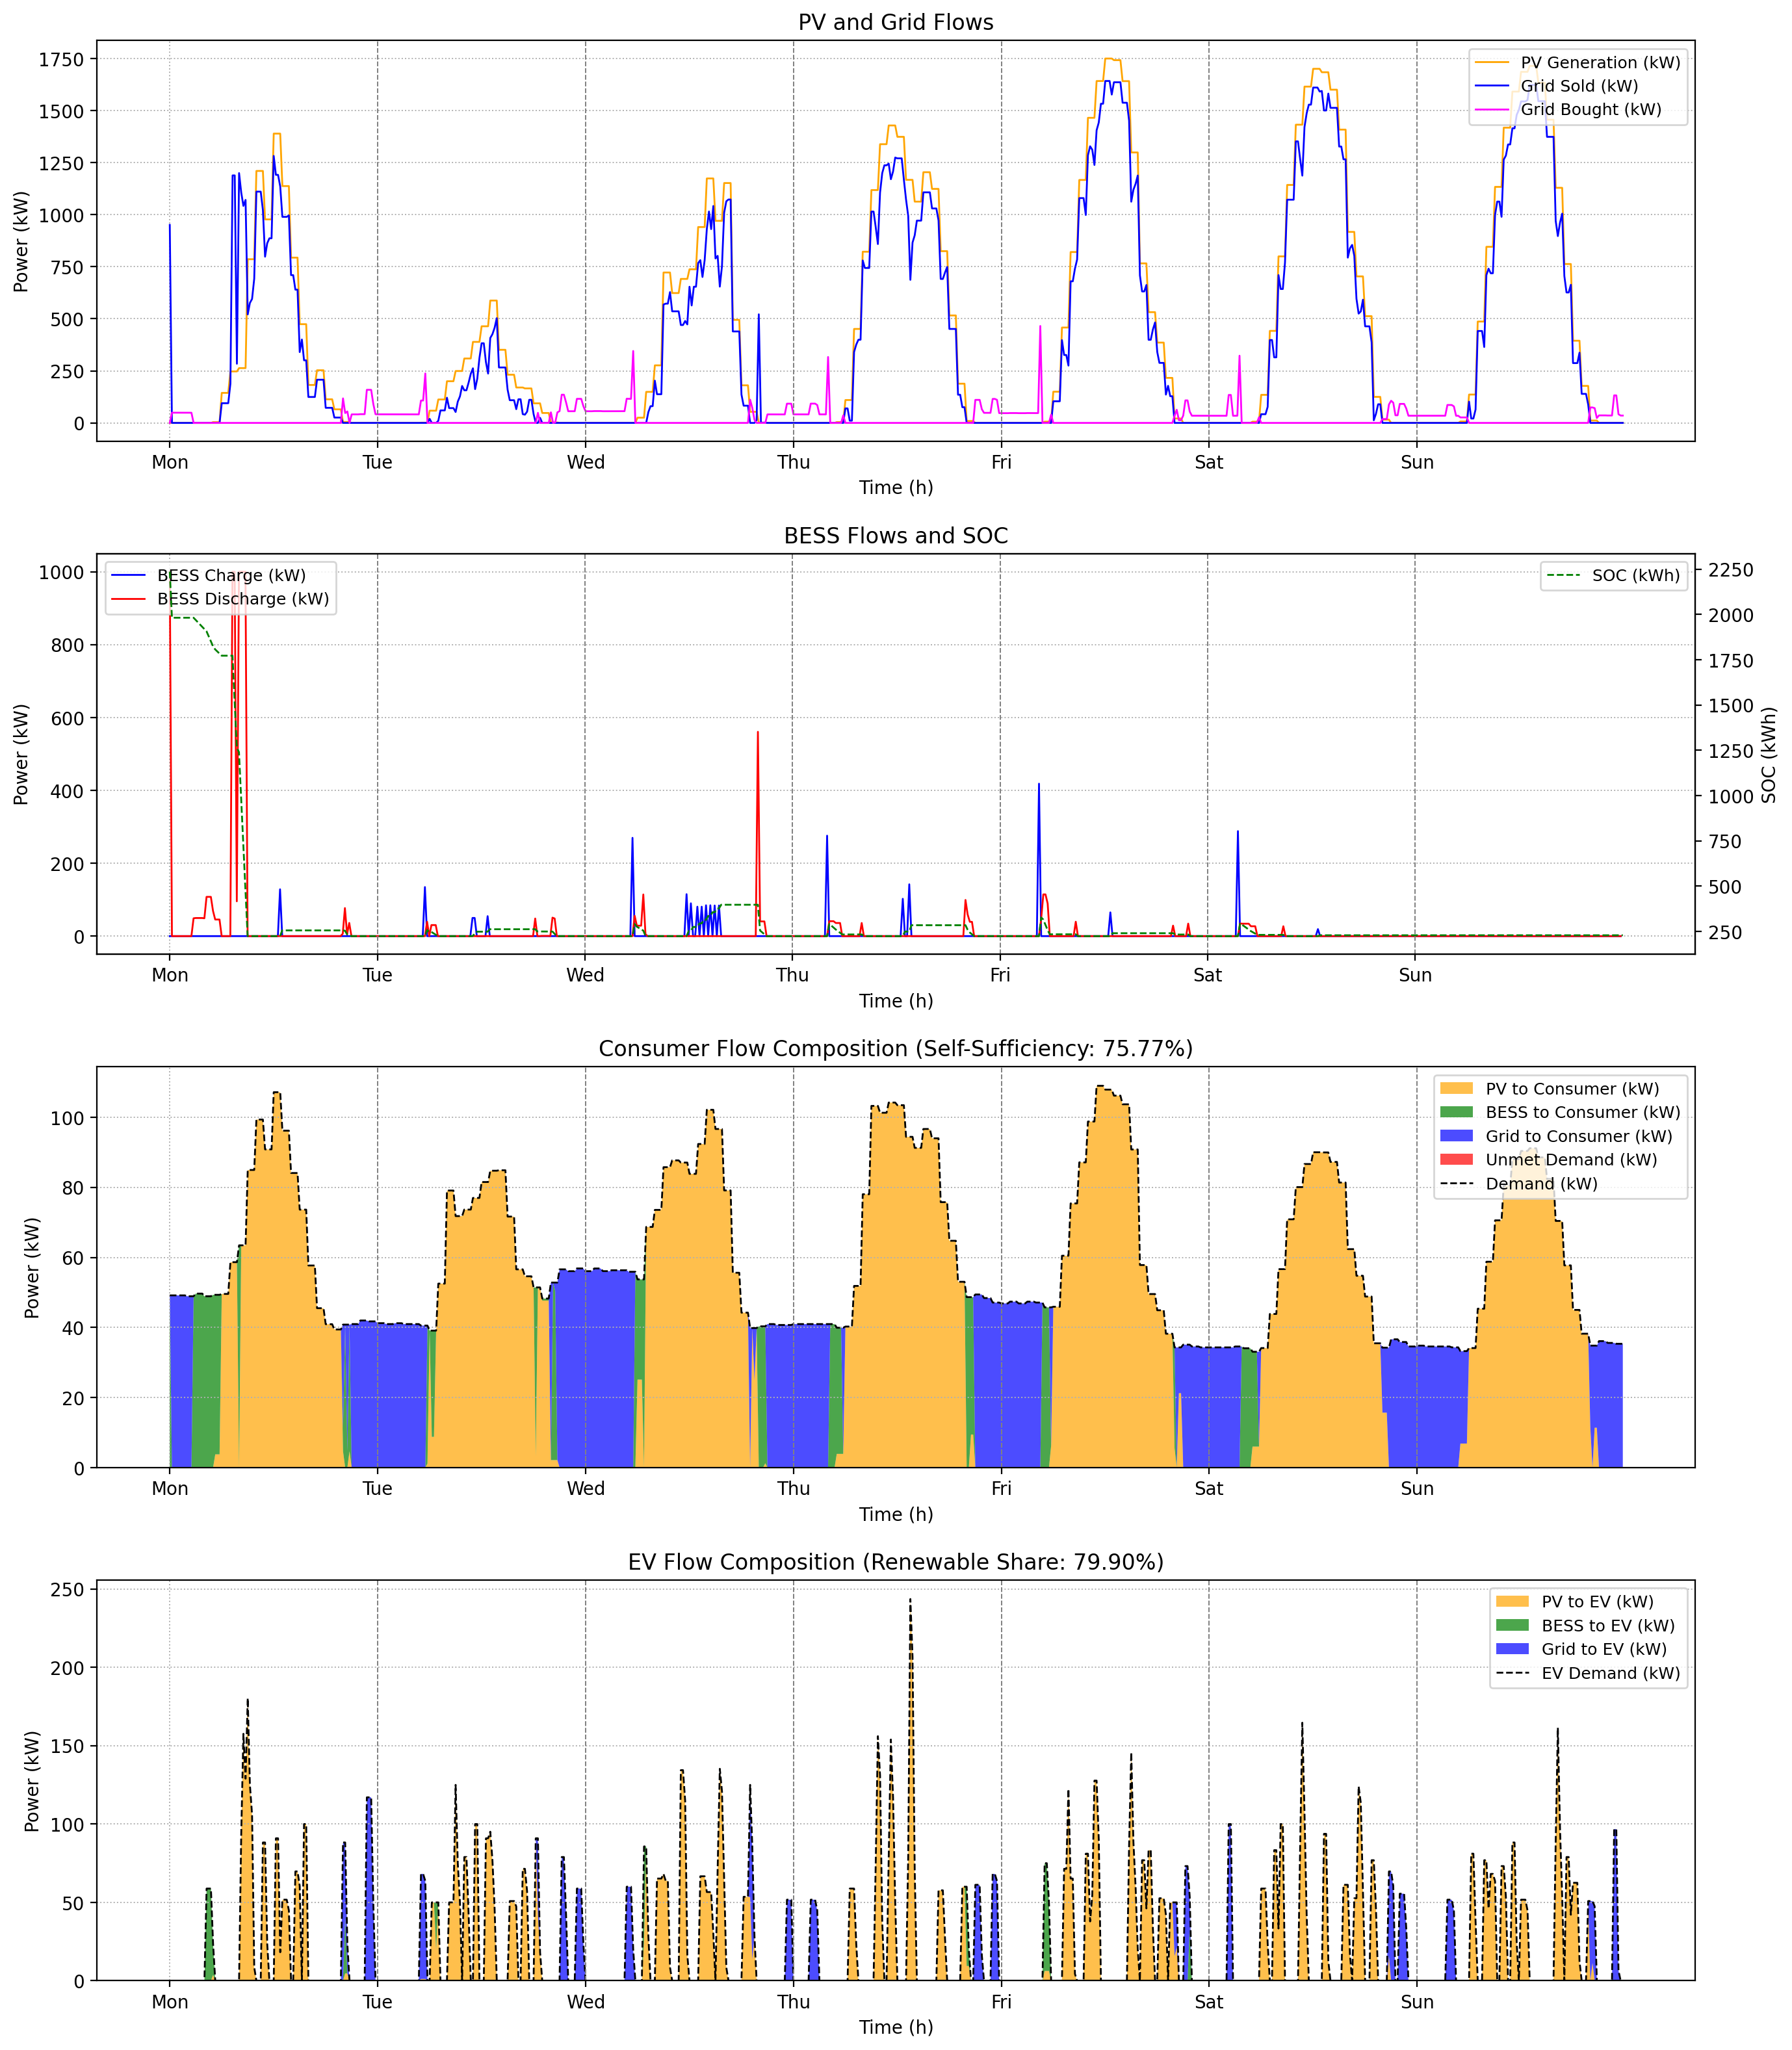 PV and Grid Flows
PV Generation (kW)
Grid Sold (kW)
Grid Bought (kW)
1750
1500
1250
1000
750
500
250
0
Power (kW)
Mon Tue Wed Thu Fri Sat Sun
Time (h)
BESS Flows and SOC
BESS Charge (kW)
BESS Discharge (kW)
SOC (kWh)
1000
800
600
400
200
0
Power (kW)
2250
2000
1750
1500
1250
1000
750
500
250
SOC (kWh)
Mon Tue Wed Thu Fri Sat Sun
Time (h)
Consumer Flow Composition (Self-Sufficiency: 75.77%)
PV to Consumer (kW)
BESS to Consumer (kW)
Grid to Consumer (kW)
Unmet Demand (kW)
Demand (kW)
100
80
60
40
20
0
Power (kW)
Mon Tue Wed Thu Fri Sat Sun
Time (h)
EV Flow Composition (Renewable Share: 79.90%)
PV to EV (kW)
BESS to EV (kW)
Grid to EV (kW)
EV Demand (kW)
250
200
150
100
50
0
Power (kW)
Mon Tue Wed Thu Fri Sat Sun
Time (h)